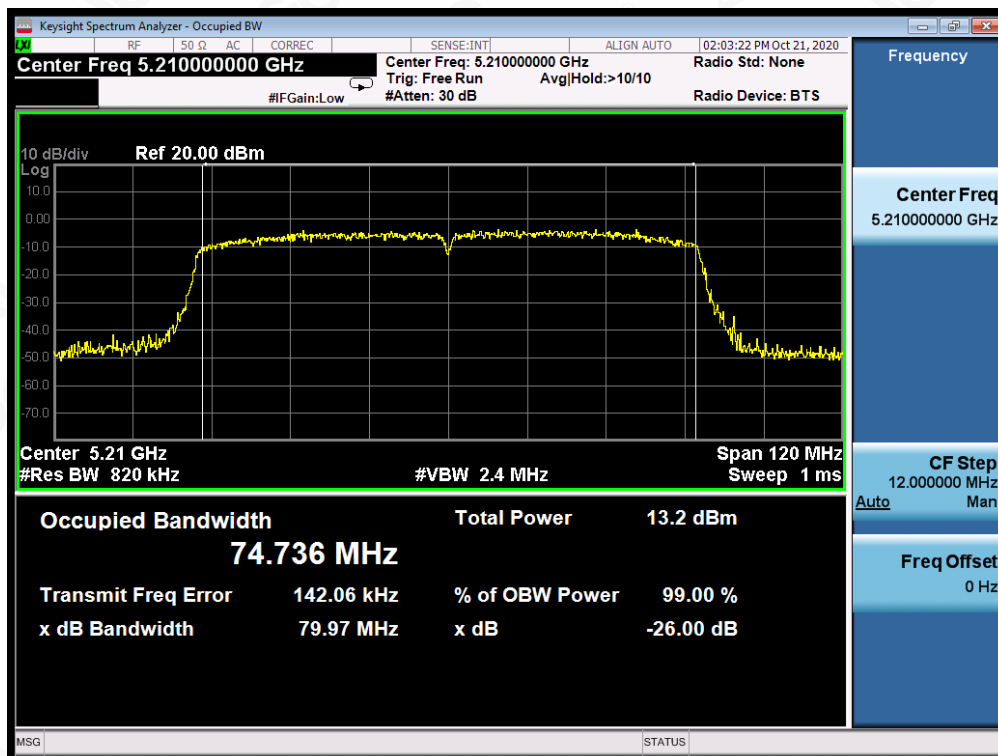 Keysight Spectrum Analyzer - Occupied BW
LXI RF 50 Ω AC CORREC SENSE:INT ALIGN AUTO 02:03:22 PM Oct 21, 2020
Center Freq 5.210000000 GHz
Center Freq: 5.210000000 GHz Radio Std: None
Trig: Free Run Avg|Hold:>10/10
#IFGain:Low #Atten: 30 dB Radio Device: BTS
10 dB/div Ref 20.00 dBm
Log
10.0
0.00
-10.0
-20.0
-30.0
-40.0
-50.0
-60.0
-70.0
Center 5.21 GHz Span 120 MHz
#Res BW 820 kHz #VBW 2.4 MHz Sweep 1 ms
Occupied Bandwidth Total Power 13.2 dBm
74.736 MHz
Transmit Freq Error 142.06 kHz % of OBW Power 99.00 %
x dB Bandwidth 79.97 MHz x dB -26.00 dB
MSG STATUS
Frequency
Center Freq
5.210000000 GHz
CF Step
12.000000 MHz
Auto Man
Freq Offset
0 Hz